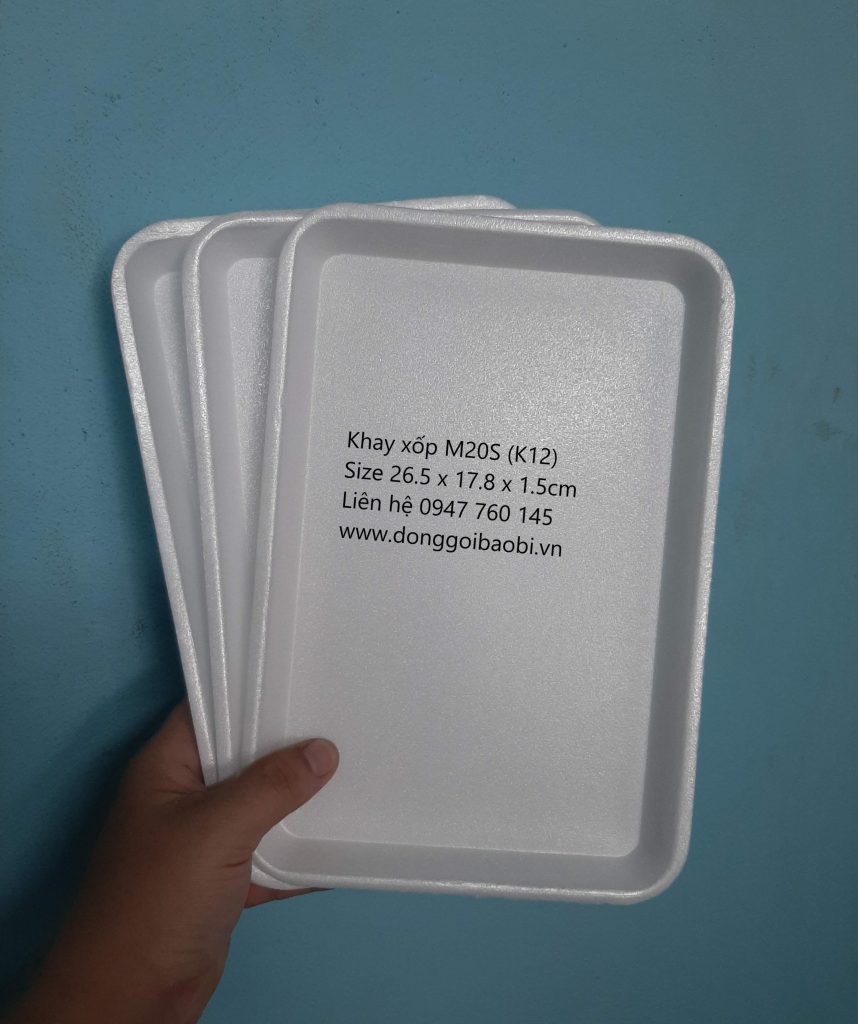 Khay xốp M20S (K12)
Size 26.5 x 17.8 x 1.5cm
Liên hệ 0947 760 145
www.donggoibaobi.vn